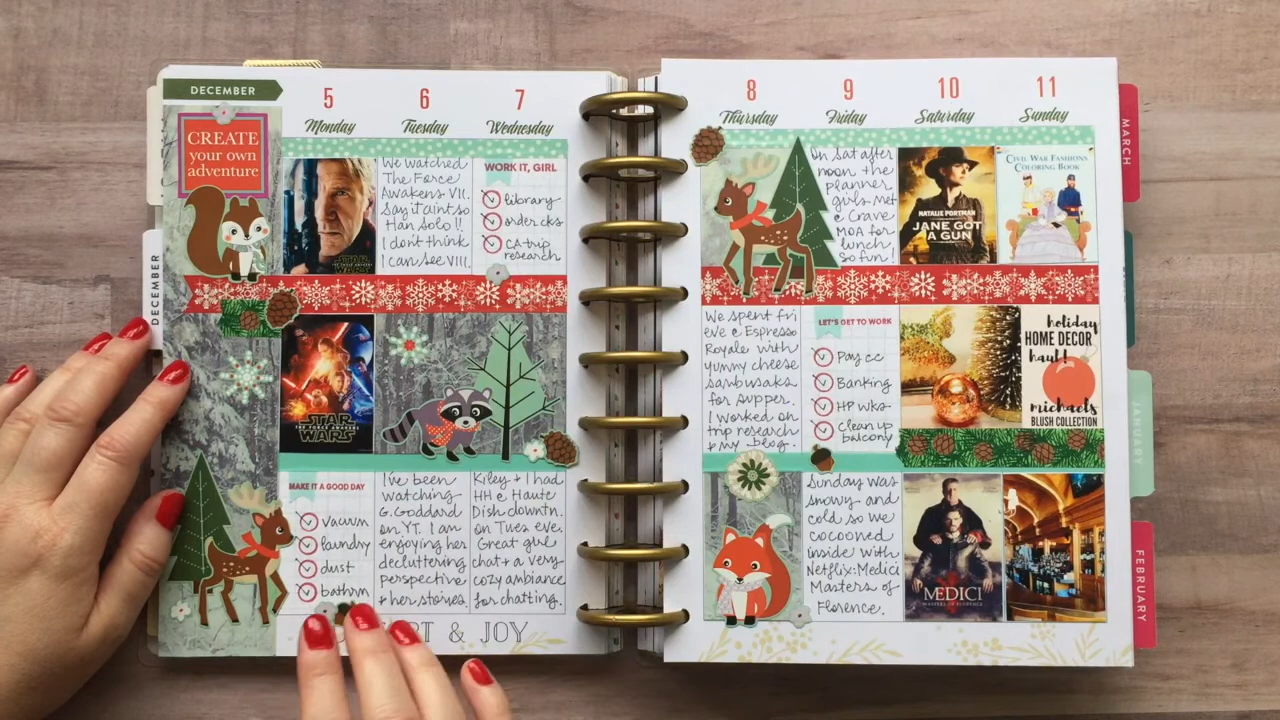 DECEMBER
5
6
7
Monday
Tuesday
Wednesday
CREATE
your own
adventure
DECEMBER
STAR
WARS
We watched
The Force
Awakens VII.
Say it aint so
Han Solo!!
I don't think
I can see VIII.
WORK IT, GIRL
library
order cks
CA trip
research
STAR
THE FORCE AWAKENS
WARS
MAKE IT A GOOD DAY
vacuum
laundry
dust
bathrm
I've been
watching
G. Goddard
on YT. I am
enjoying her
decluttering
perspective
+ her stories
Kiley + I had
HH @ Haute
Dish downtn.
on Tues eve.
Great girl
chat + a very
cozy ambiance
for chatting.
& JOY
8
9
10
11
Thursday
Friday
Saturday
Sunday
On Sat after
noon the
planner
girls met
@ Crave
MOA for
lunch.
So fun!
NATALIE PORTMAN
JANE GOT
A GUN
CIVIL WAR FASHIONS
COLORING BOOK
We spent fri
eve @ Espresso
Royale with
yummy cheese
for supper.
I worked on
trip research
+ my blog.
LET'S GET TO WORK
Pay cc
Banking
HP wks
Clean up
balcony
holiday
HOME DECOR
haul!
michaels
BLUSH COLLECTION
Sunday was
snowy and
cold so we
cocooned
inside with
Netflix: Medici
Masters of
Florence.
MEDICI
MASTERS OF FLORENCE
MARCH
JANUARY
FEBRUARY